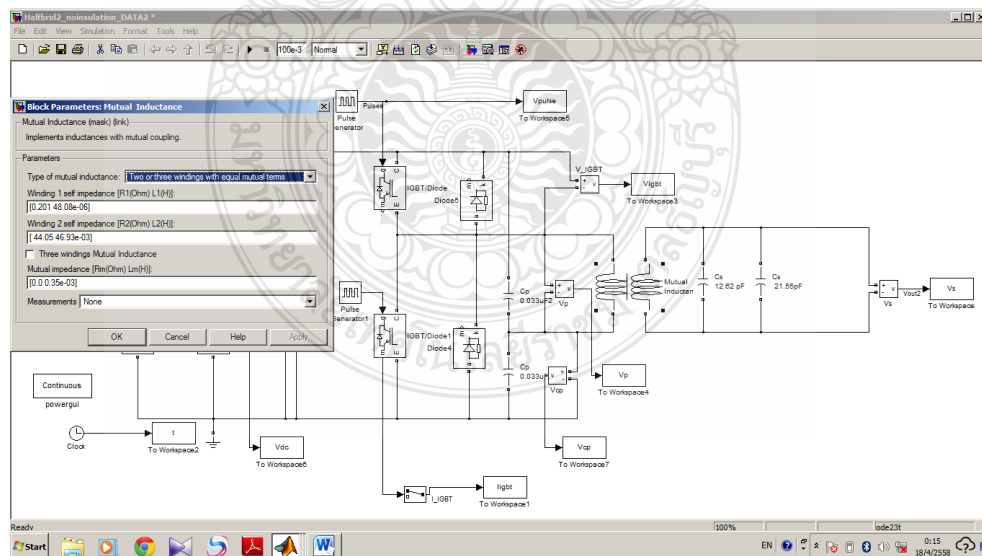 Halfbrid2_noinsulation_DATA2 *
File Edit View Simulation Format Tools Help
100e-3 Normal
Block Parameters: Mutual Inductance
Mutual Inductance (mask) (link)
Implements inductances with mutual coupling.
Parameters
Type of mutual inductance: Two or three windings with equal mutual terms
Winding 1 self impedance [R1(Ohm) L1(H)]:
[0.201 48.08e-06]
Winding 2 self impedance [R2(Ohm) L2(H)]:
[ 44.05 46.93e-03]
Three windings Mutual Inductance
Mutual impedance [Rm(Ohm) Lm(H)]:
[0.0 0.35e-03]
Measurements None
OK Cancel Help Apply
Pulses
Pulse
Generator
Vpulse
To Workspace5
IGBT/Diode
Diode5
V_IGBT
Vigbt
To Workspace3
Pulse
Generator1
IGBT/Diode1
Diode4
Cp
0.033uF2
Vp
Mutual
Inductan
Cs
12.62 pF
Cs
21.55pF
Vs
Vout2
Vs
To Workspace
Cp
0.033uF
Vcp
Vp
To Workspace4
Continuous
powergui
Clock
t
To Workspace2
Vdc
To Workspace6
Vcp
To Workspace7
I_IGBT
Iigbt
To Workspace1
Ready 100% ode23t
Start EN 0:15
18/4/2558